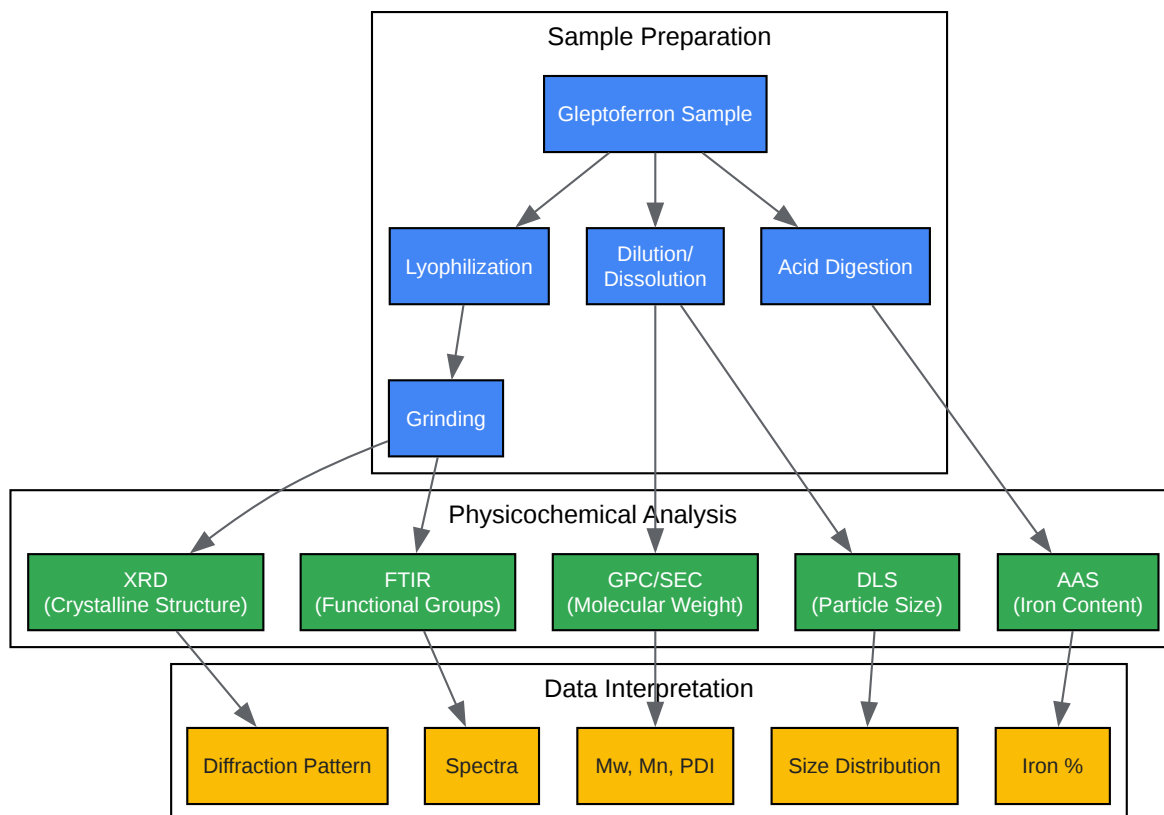 Sample Preparation
Gleptoferron Sample
Lyophilization
Dilution/
Dissolution
Acid Digestion
Grinding
Physicochemical Analysis
XRD
(Crystalline Structure)
FTIR
(Functional Groups)
GPC/SEC
(Molecular Weight)
DLS
(Particle Size)
AAS
(Iron Content)
Data Interpretation
Diffraction Pattern
Spectra
Mw, Mn, PDI
Size Distribution
Iron %